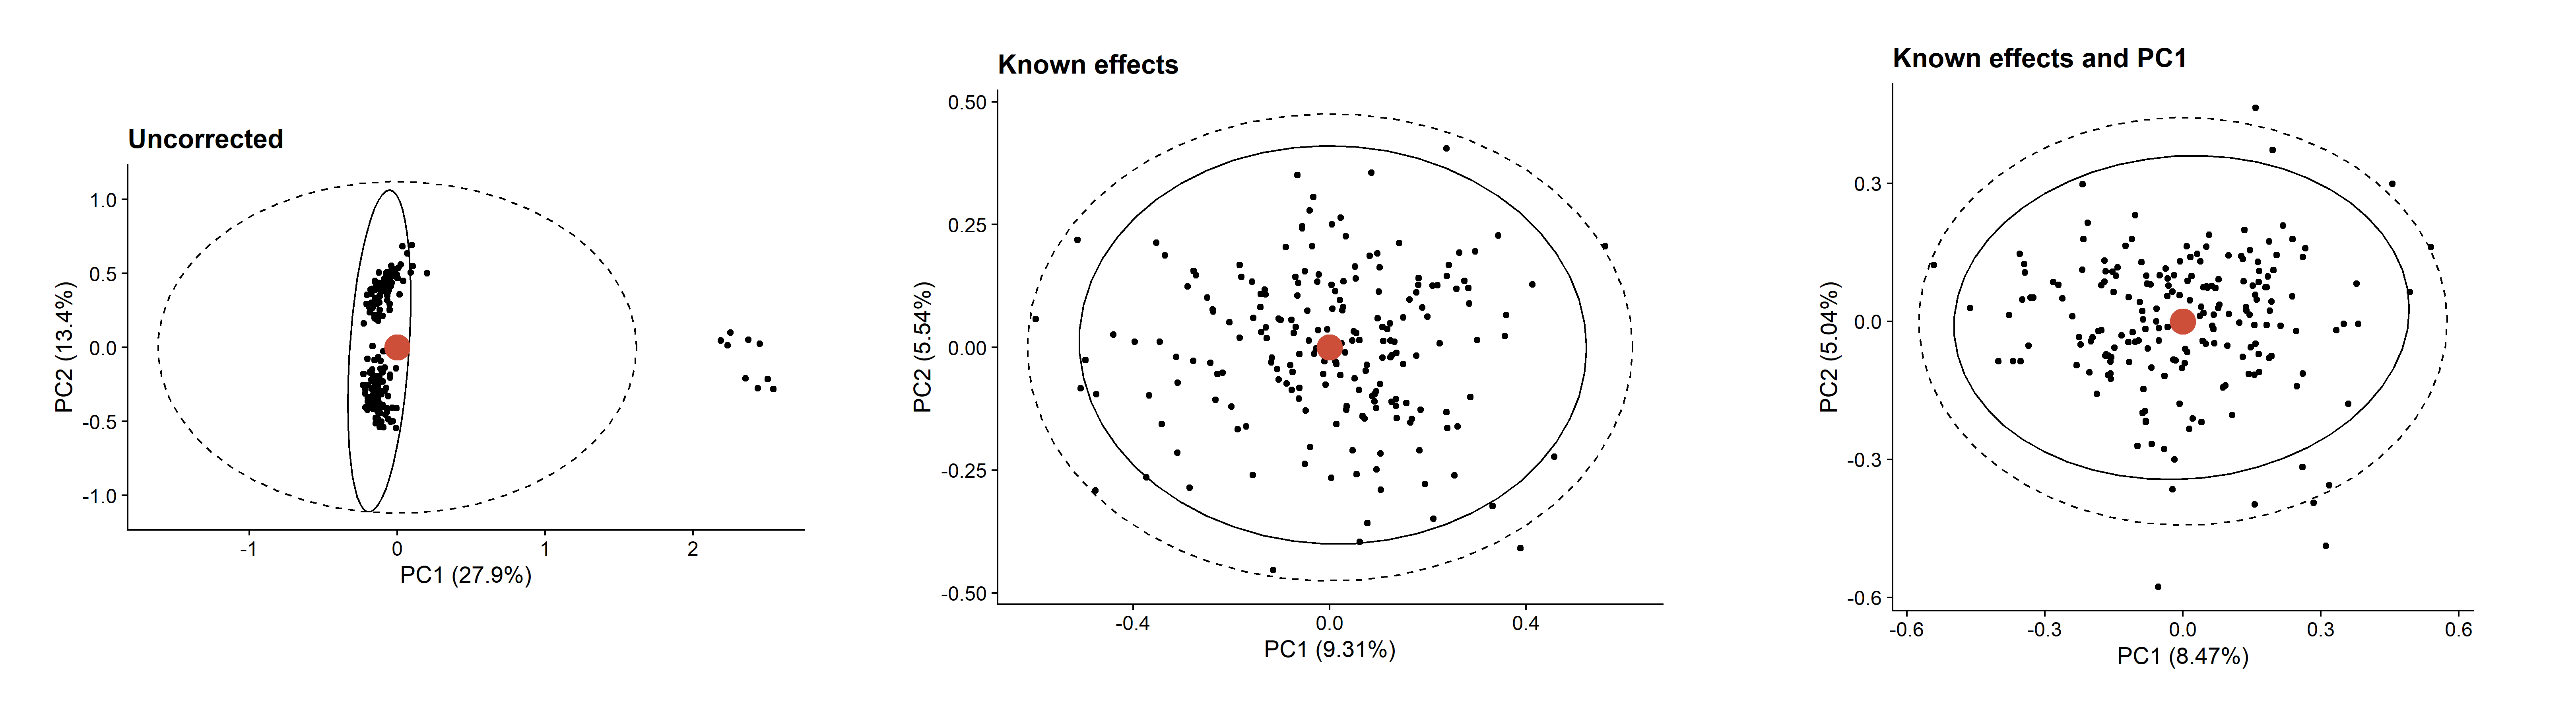 Uncorrected
1.0
0.5
0.0
-0.5
-1.0
PC2 (13.4%)
-1
0
1
2
PC1 (27.9%)
Known effects
0.50
0.25
0.00
-0.25
-0.50
PC2 (5.54%)
-0.4
0.0
0.4
PC1 (9.31%)
Known effects and PC1
0.3
0.0
-0.3
-0.6
PC2 (5.04%)
-0.6
-0.3
0.0
0.3
0.6
PC1 (8.47%)